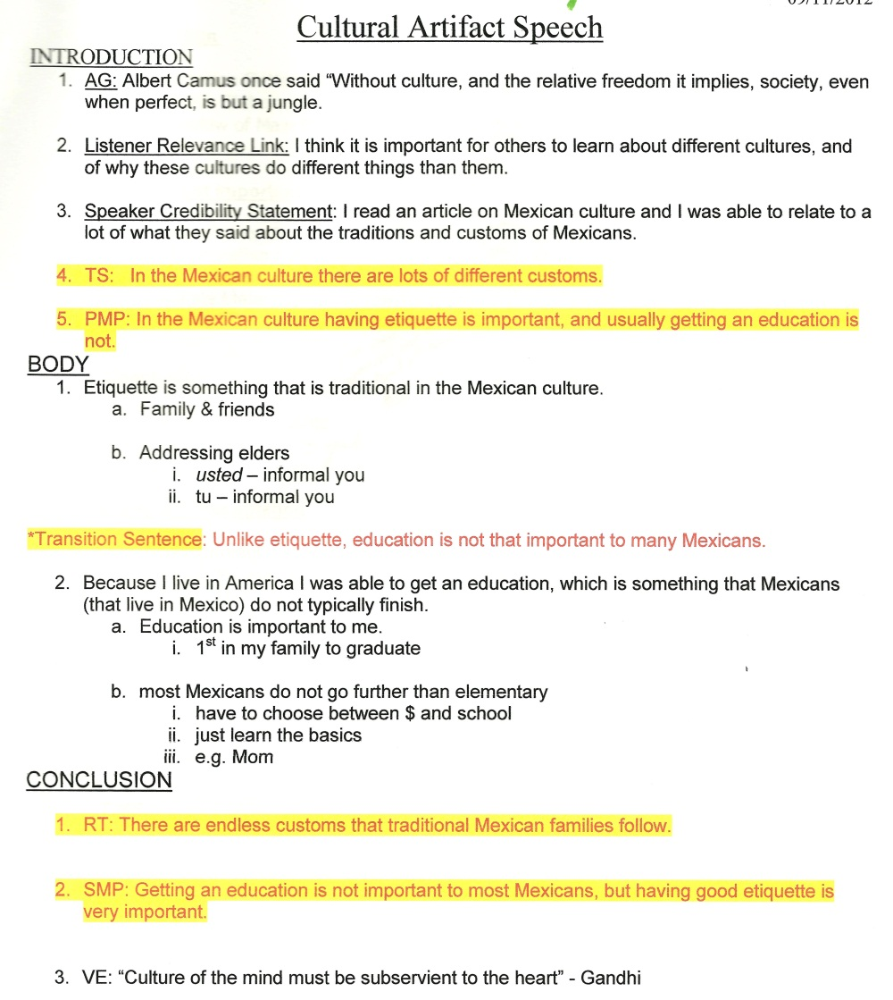 09/11/2012
Cultural Artifact Speech
INTRODUCTION
1. AG: Albert Camus once said “Without culture, and the relative freedom it implies, society, even
when perfect, is but a jungle.
2. Listener Relevance Link: I think it is important for others to learn about different cultures, and
of why these cultures do different things than them.
3. Speaker Credibility Statement: I read an article on Mexican culture and I was able to relate to a
lot of what they said about the traditions and customs of Mexicans.
4. TS: In the Mexican culture there are lots of different customs.
5. PMP: In the Mexican culture having etiquette is important, and usually getting an education is
not.
BODY
1. Etiquette is something that is traditional in the Mexican culture.
a. Family & friends
b. Addressing elders
i. usted – informal you
ii. tu – informal you
*Transition Sentence: Unlike etiquette, education is not that important to many Mexicans.
2. Because I live in America I was able to get an education, which is something that Mexicans
(that live in Mexico) do not typically finish.
a. Education is important to me.
i. 1st in my family to graduate
b. most Mexicans do not go further than elementary
i. have to choose between $ and school
ii. just learn the basics
iii. e.g. Mom
CONCLUSION
1. RT: There are endless customs that traditional Mexican families follow.
2. SMP: Getting an education is not important to most Mexicans, but having good etiquette is
very important.
3. VE: “Culture of the mind must be subservient to the heart” - Gandhi